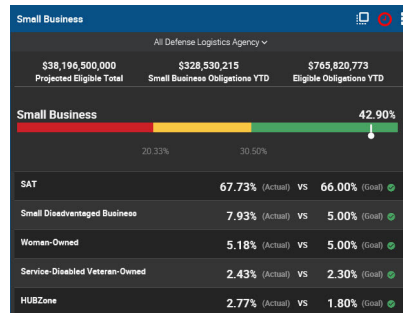 Small Business
All Defense Logistics Agency
$38,196,500,000 $328,530,215 $765,820,773
Projected Eligible Total Small Business Obligations YTD Eligible Obligations YTD
Small Business 42.90%
20.33% 30.50%
SAT 67.73% (Actual) VS 66.00% (Goal)
Small Disadvantaged Business 7.93% (Actual) VS 5.00% (Goal)
Woman-Owned 5.18% (Actual) VS 5.00% (Goal)
Service-Disabled Veteran-Owned 2.43% (Actual) VS 2.30% (Goal)
HUBZone 2.77% (Actual) VS 1.80% (Goal)